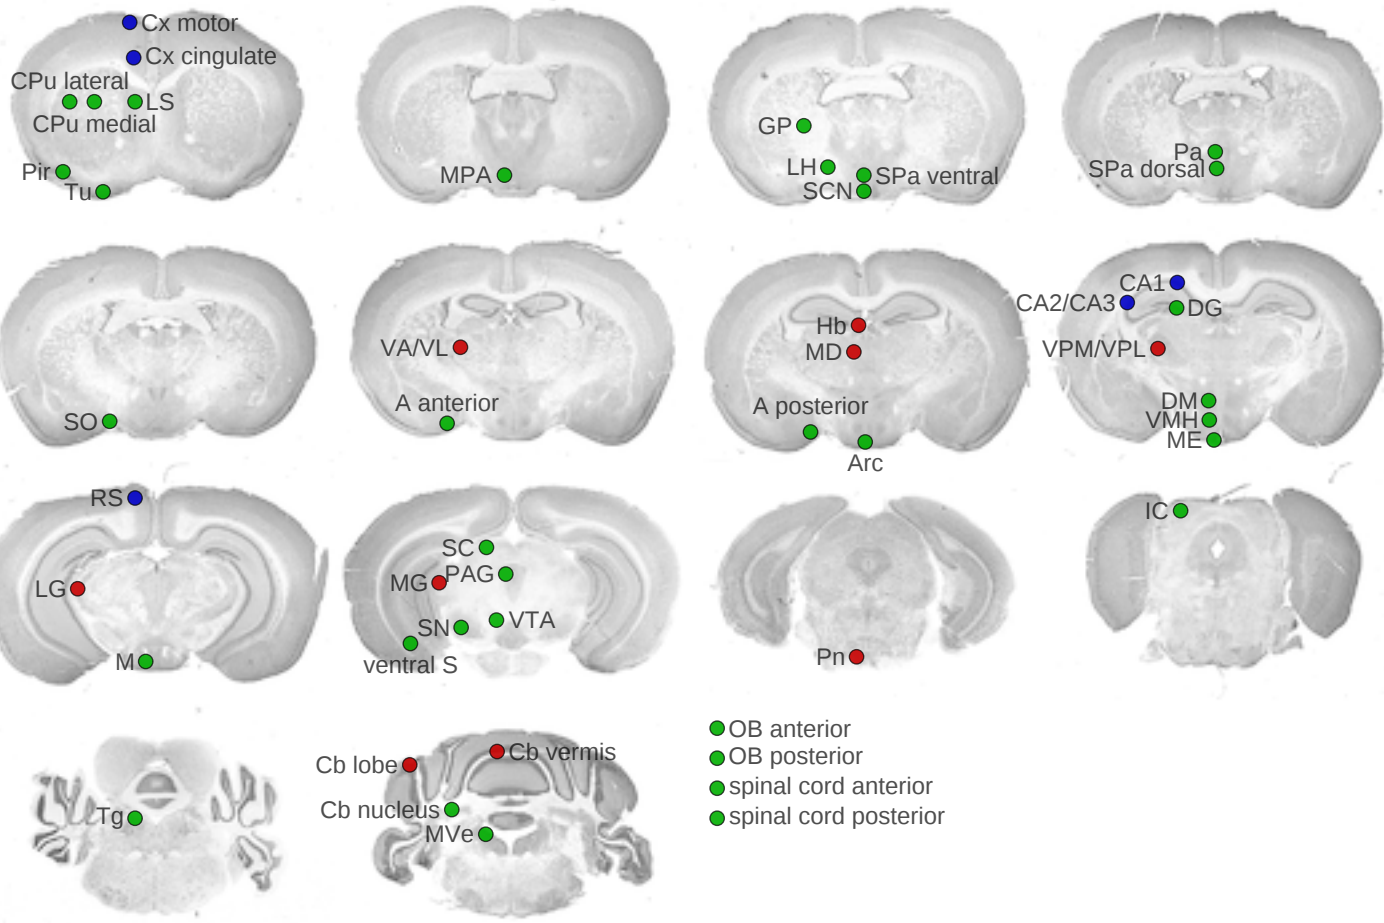 Cx motor
Cx cingulate
CPu lateral
LS
CPu medial
Pir
Tu
MPA
GP
LH
SPa ventral
SCN
Pa
SPa dorsal
SO
VA/VL
A anterior
Hb
MD
A posterior
Arc
CA1
CA2/CA3
DG
VPM/VPL
DM
VMH
ME
RS
LG
M
SC
MG
PAG
SN
VTA
ventral S
Pn
IC
Tg
Cb lobe
Cb vermis
Cb nucleus
MVe
OB anterior
OB posterior
spinal cord anterior
spinal cord posterior